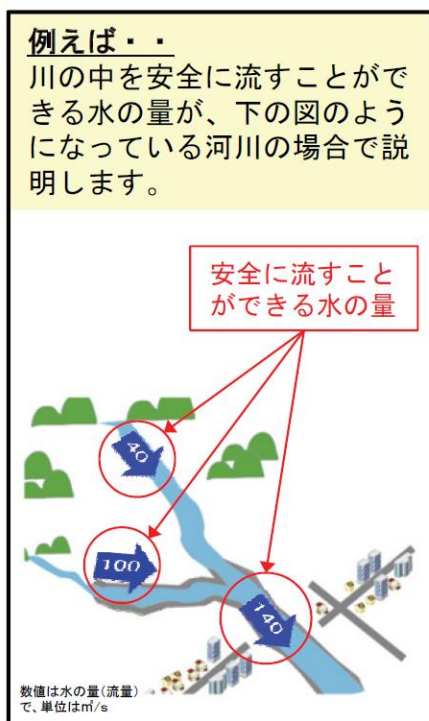 例えば・・
川の中を安全に流すことがで
きる水の量が、下の図のよう
になっている河川の場合で説
明します。
安全に流すこと
ができる水の量
40
100
140
数値は水の量(流量)
で、単位は㎥/s